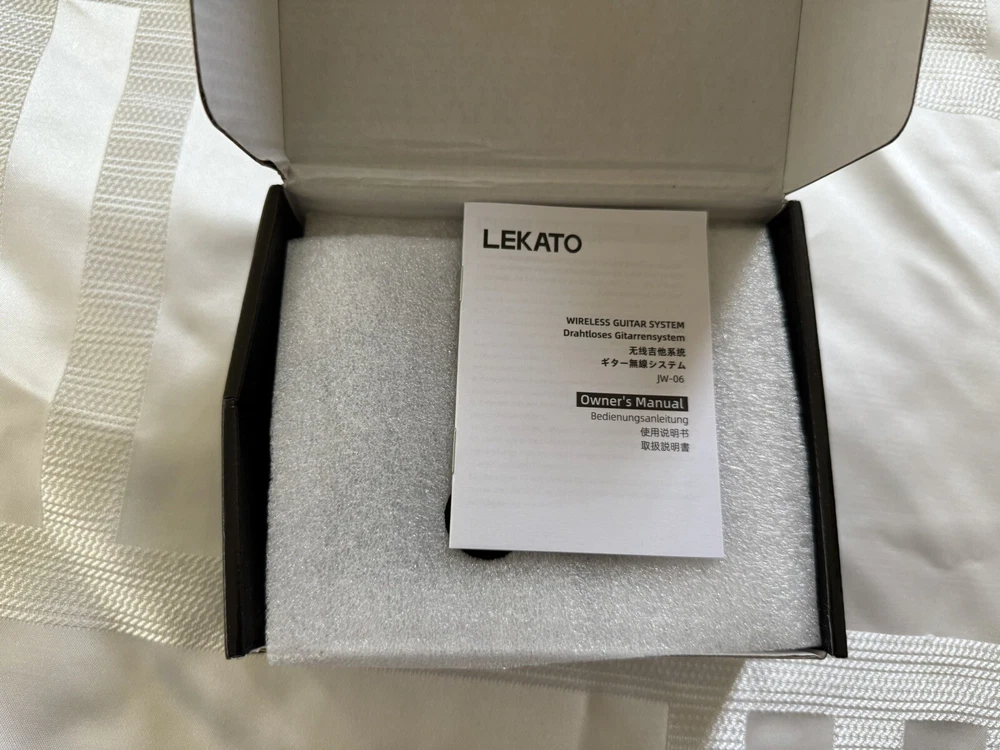 LEKATO
WIRELESS GUITAR SYSTEM
Drahtloses Gitarrensystem
无线吉他系统
ギター無線システム
JW-06
Owner's Manual
Bedienungsanleitung
使用说明书
取扱説明書